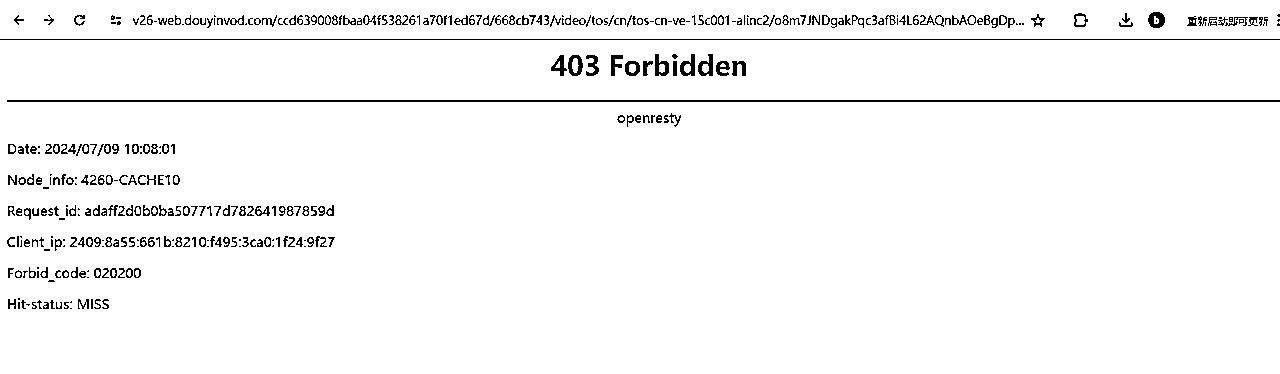 v26-web.douyinvod.com/ccd639008fbaa04f538261a70f1ed67d/668cb743/video/tos/cn/tos-cn-ve-15c001-alinc2/o8m7JNDgakPqc3afBi4L62AQnbAOeBgDp... b 重新启动即可更新
403 Forbidden
openresty
Date: 2024/07/09 10:08:01
Node_info: 4260-CACHE10
Request_id: adaff2d0b0ba507717d782641987859d
Client_ip: 2409:8a55:661b:8210:f495:3ca0:1f24:9f27
Forbid_code: 020200
Hit-status: MISS